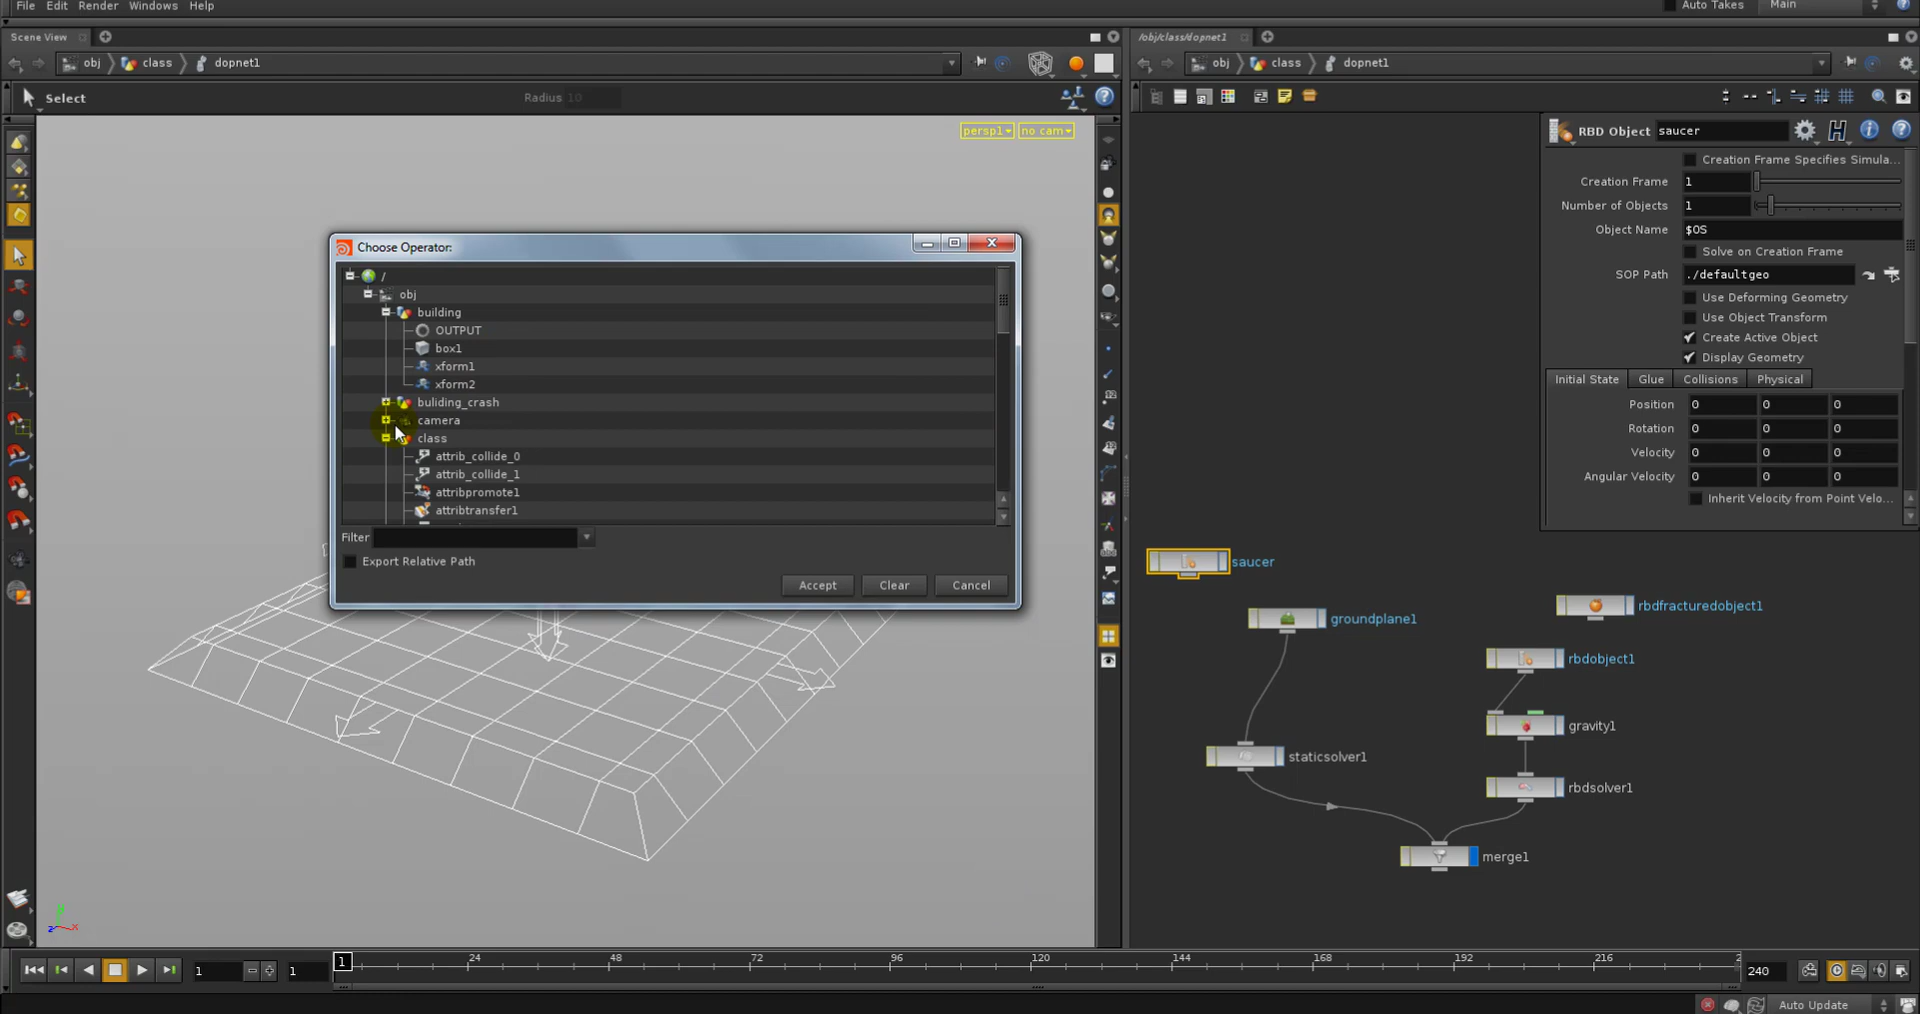 File Edit Render Windows Help
Auto Takes Main
Scene View
/obj/class/dopnet1
obj class dopnet1
obj class dopnet1
Select
Radius 10
persp1 no cam
RBD Object saucer
Creation Frame Specifies Simula...
Creation Frame 1
Number of Objects 1
Object Name $OS
Solve on Creation Frame
SOP Path ./defaultgeo
Use Deforming Geometry
Use Object Transform
Create Active Object
Display Geometry
Initial State Glue Collisions Physical
Position 0 0 0
Rotation 0 0 0
Velocity 0 0 0
Angular Velocity 0 0 0
Inherit Velocity from Point Velo...
Choose Operator:
/
obj
building
OUTPUT
box1
xform1
xform2
buliding_crash
camera
class
attrib_collide_0
attrib_collide_1
attribpromote1
attribtransfer1
Filter
Export Relative Path
Accept Clear Cancel
saucer
groundplane1
rbdfracturedobject1
rbdobject1
gravity1
staticsolver1
rbdsolver1
merge1
y
z x
1 1 1 24 48 72 96 120 144 168 192 216 2 240
Auto Update